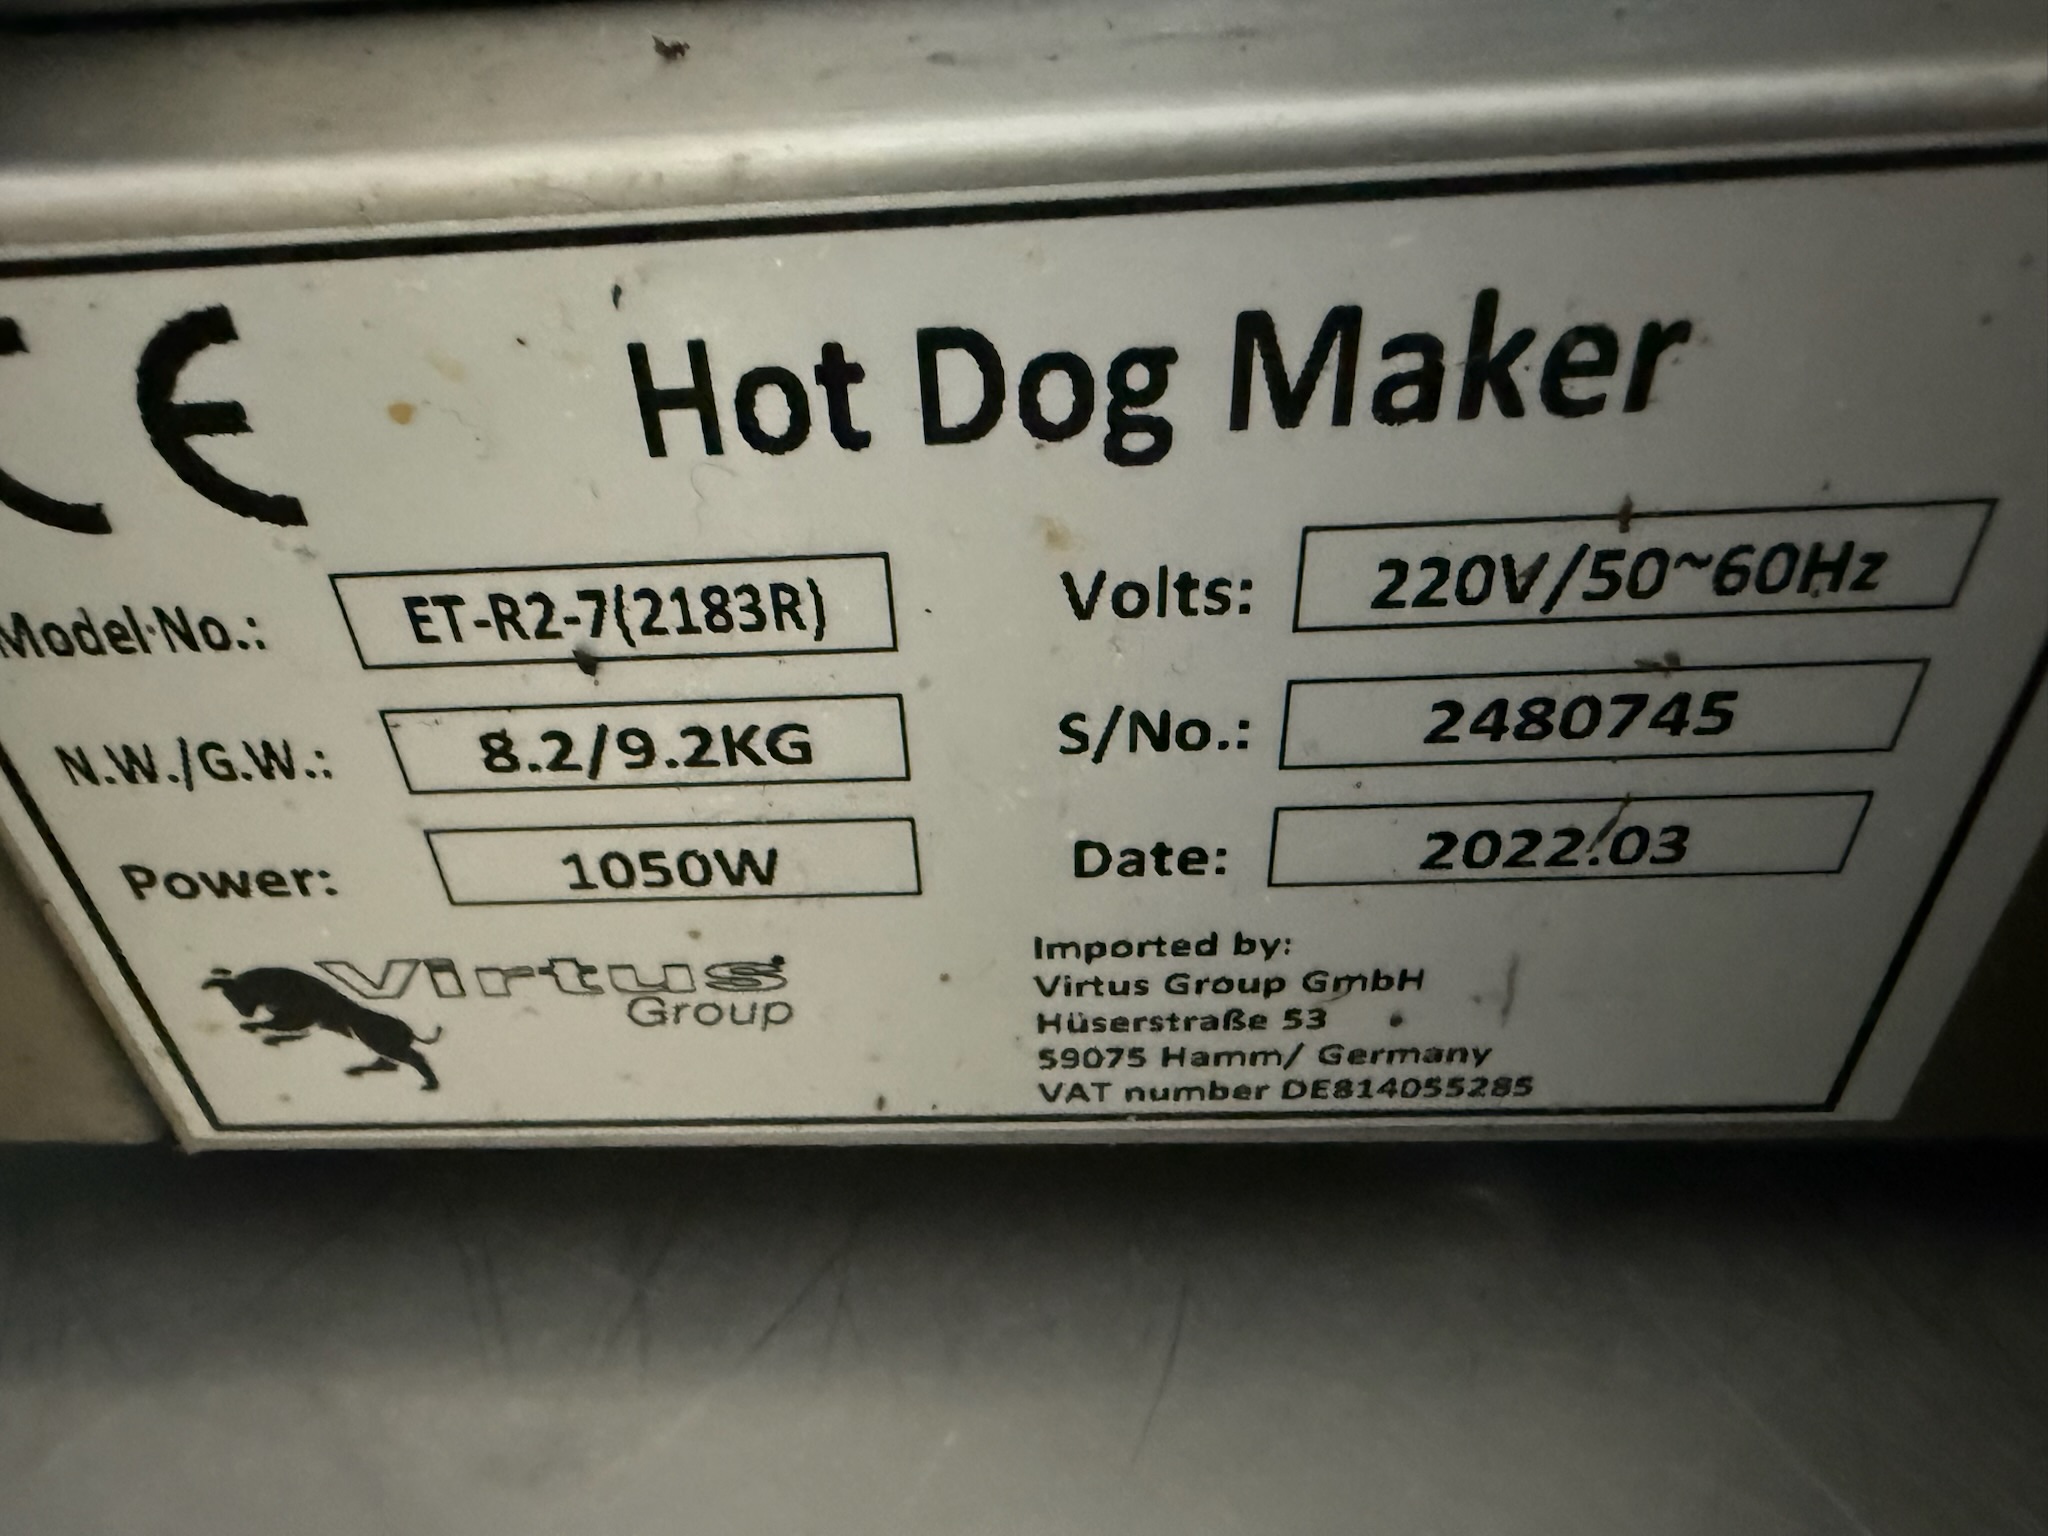 CE Hot Dog Maker
Model No.: ET-R2-7(2183R) Volts: 220V/50~60Hz
N.W./G.W.: 8.2/9.2KG S/No.: 2480745
Power: 1050W Date: 2022.03
Virtus
Group
Imported by:
Virtus Group GmbH
Hüserstraße 53
59075 Hamm/ Germany
VAT number DE814055285